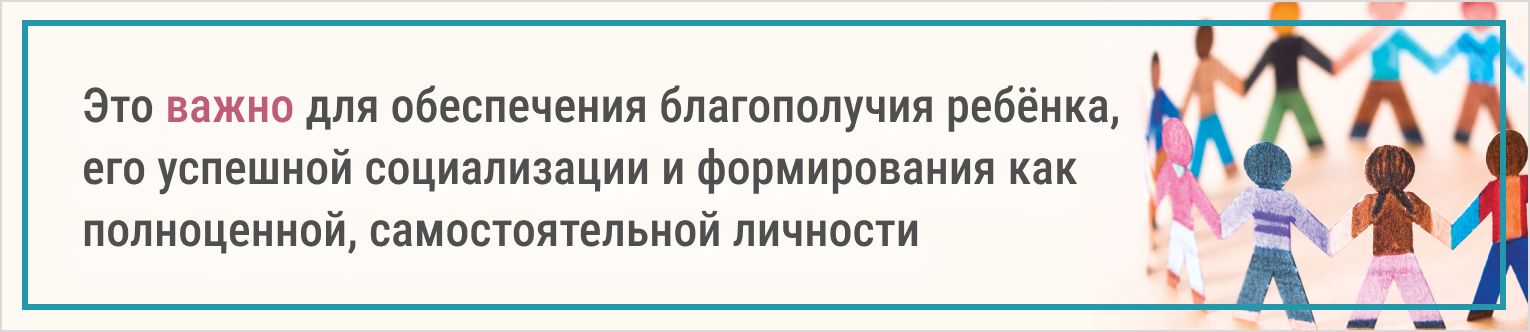 Это важно для обеспечения благополучия ребёнка,
его успешной социализации и формирования как
полноценной, самостоятельной личности